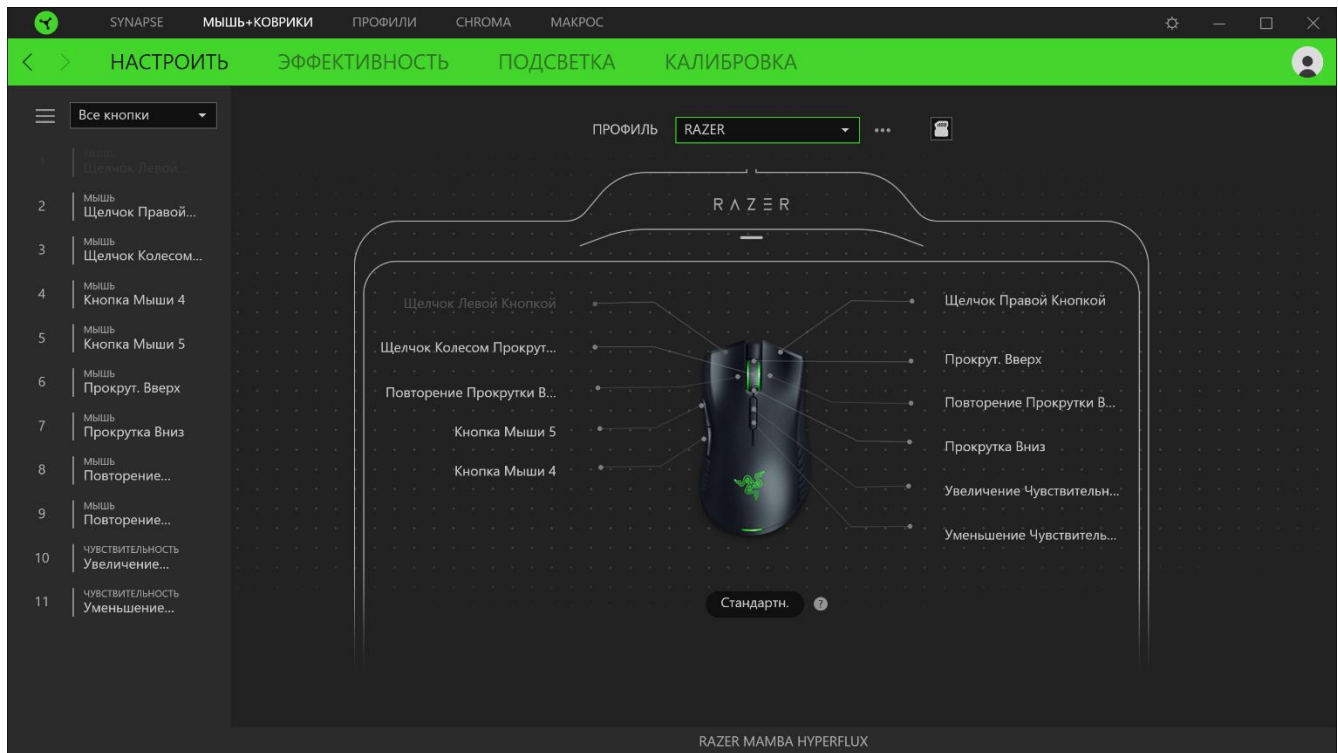 SYNAPSE
МЫШЬ+КОВРИКИ
ПРОФИЛИ
CHROMA
МАКРОС
НАСТРОИТЬ
ЭФФЕКТИВНОСТЬ
ПОДСВЕТКА
КАЛИБРОВКА
Все кнопки
ПРОФИЛЬ
RAZER
1
МЫШЬ
Щелчок Левой...
2
МЫШЬ
Щелчок Правой...
3
МЫШЬ
Щелчок Колесом...
4
МЫШЬ
Кнопка Мыши 4
5
МЫШЬ
Кнопка Мыши 5
6
МЫШЬ
Прокрут. Вверх
7
МЫШЬ
Прокрутка Вниз
8
МЫШЬ
Повторение...
9
МЫШЬ
Повторение...
10
ЧУВСТВИТЕЛЬНОСТЬ
Увеличение...
11
ЧУВСТВИТЕЛЬНОСТЬ
Уменьшение...
RAZER
Щелчок Левой Кнопкой
Щелчок Колесом Прокрут...
Повторение Прокрутки В...
Кнопка Мыши 5
Кнопка Мыши 4
Щелчок Правой Кнопкой
Прокрут. Вверх
Повторение Прокрутки В...
Прокрутка Вниз
Увеличение Чувствительн...
Уменьшение Чувствитель...
Стандартн.
?
RAZER MAMBA HYPERFLUX